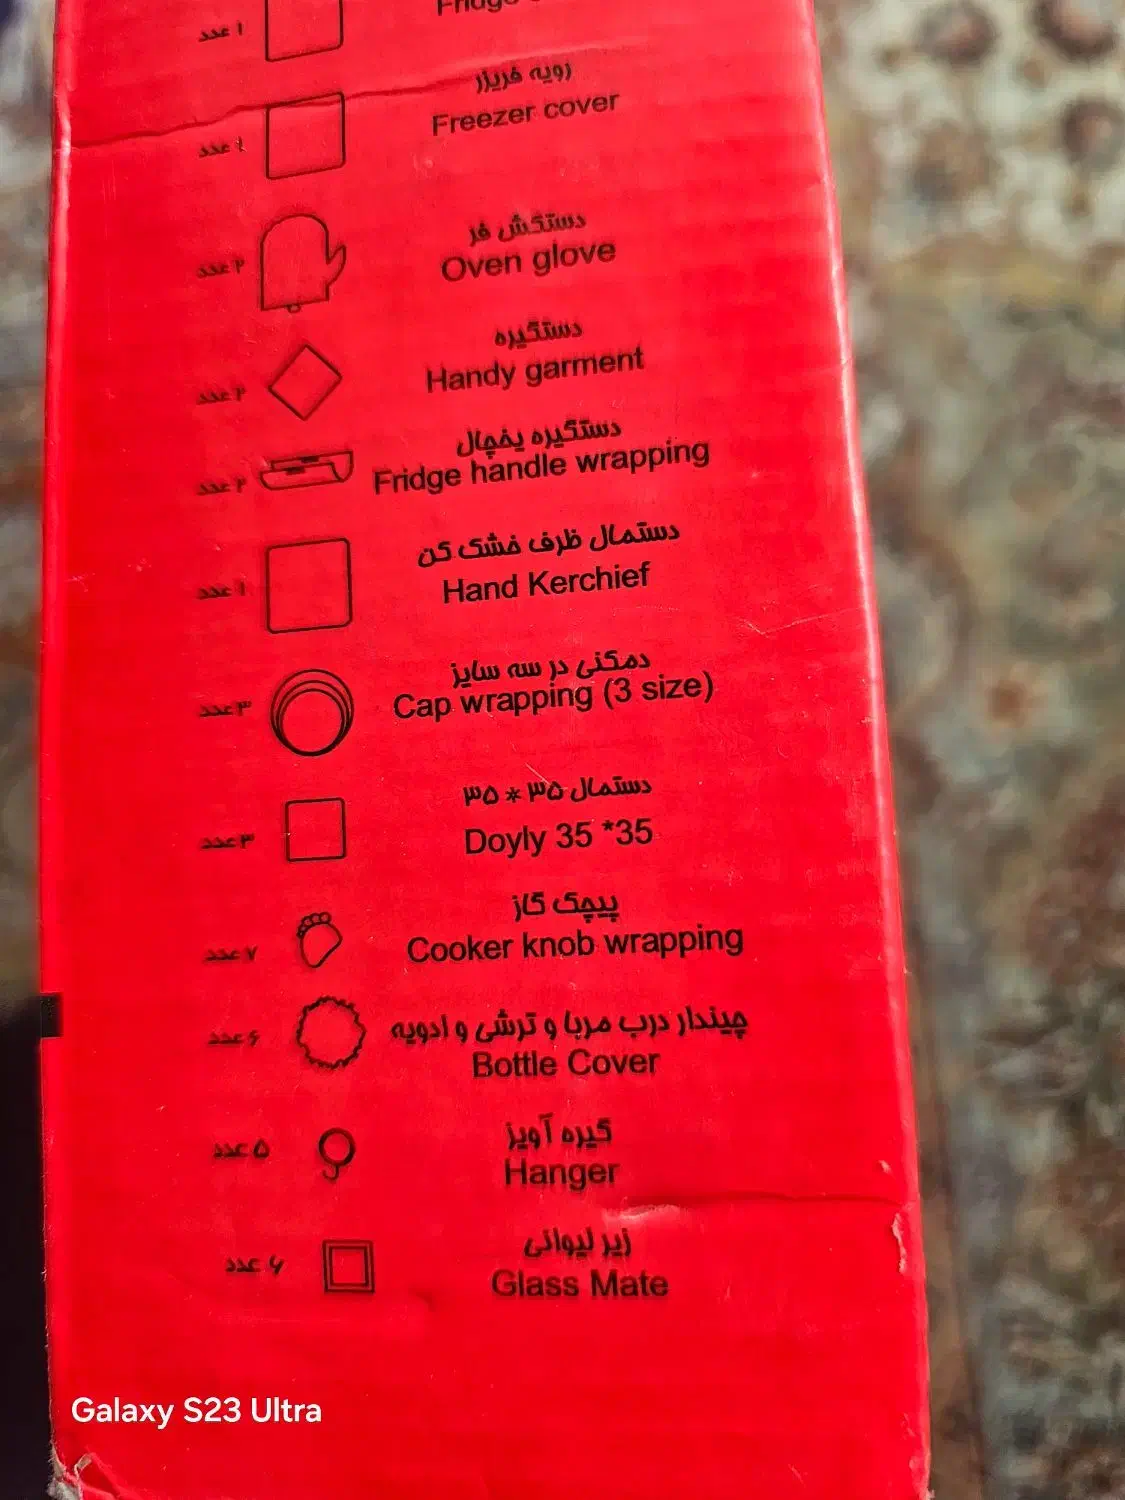 ۱ عدد
Fridge
رویه فریزر
Freezer cover
۱ عدد
دستکش فر
Oven glove
۲ عدد
دستگیره
Handy garment
۲ عدد
دستگیره یخچال
Fridge handle wrapping
۲ عدد
دستمال ظرف خشک کن
Hand Kerchief
۱ عدد
دمکنی در سه سایز
Cap wrapping (3 size)
۳ عدد
دستمال ۳۵ * ۳۵
Doyly 35 *35
۳ عدد
پیچک گاز
Cooker knob wrapping
۷ عدد
چیندار درب مربا و ترشی و ادویه
Bottle Cover
۶ عدد
گیره آویز
Hanger
۵ عدد
زیر لیوانی
Glass Mate
۶ عدد
Galaxy S23 Ultra